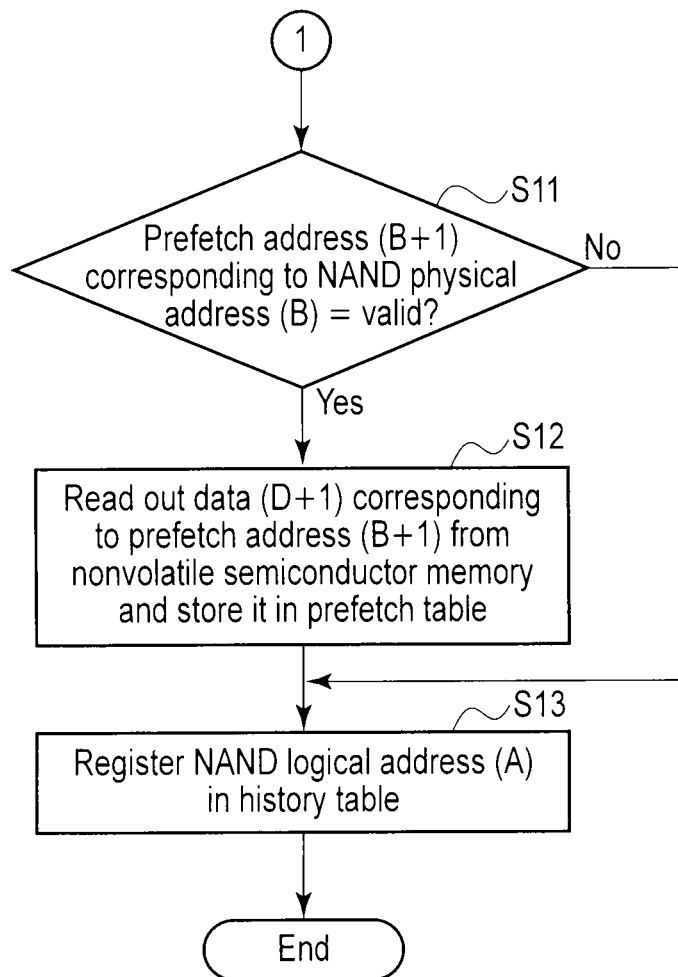 1
S11
Prefetch address (B+1)
corresponding to NAND physical
address (B) = valid?
No
Yes
S12
Read out data (D+1) corresponding
to prefetch address (B+1) from
nonvolatile semiconductor memory
and store it in prefetch table
S13
Register NAND logical address (A)
in history table
End